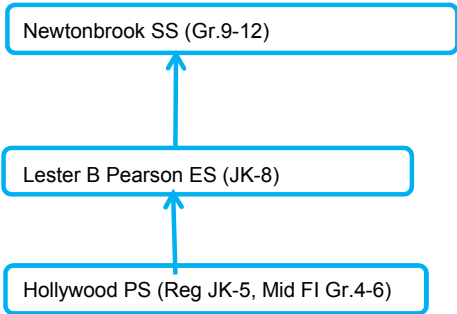 Newtonbrook SS (Gr.9-12)
Lester B Pearson ES (JK-8)
Hollywood PS (Reg JK-5, Mid FI Gr.4-6)